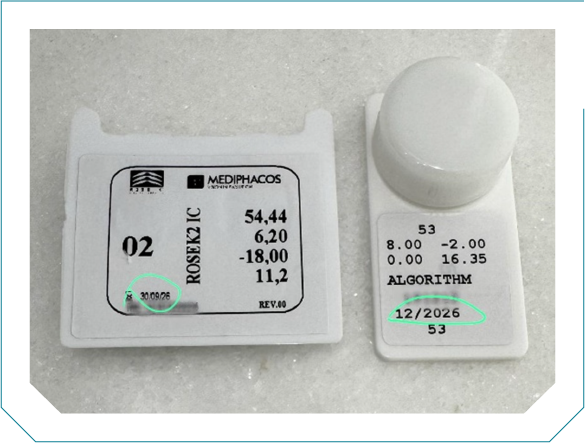 MEDIPHACOS
02
ROSEK2 IC
54,44
6,20
-18,00
11,2
30/09/26
REV.00
53
8.00 -2.00
0.00 16.35
ALGORITHM
12/2026
53